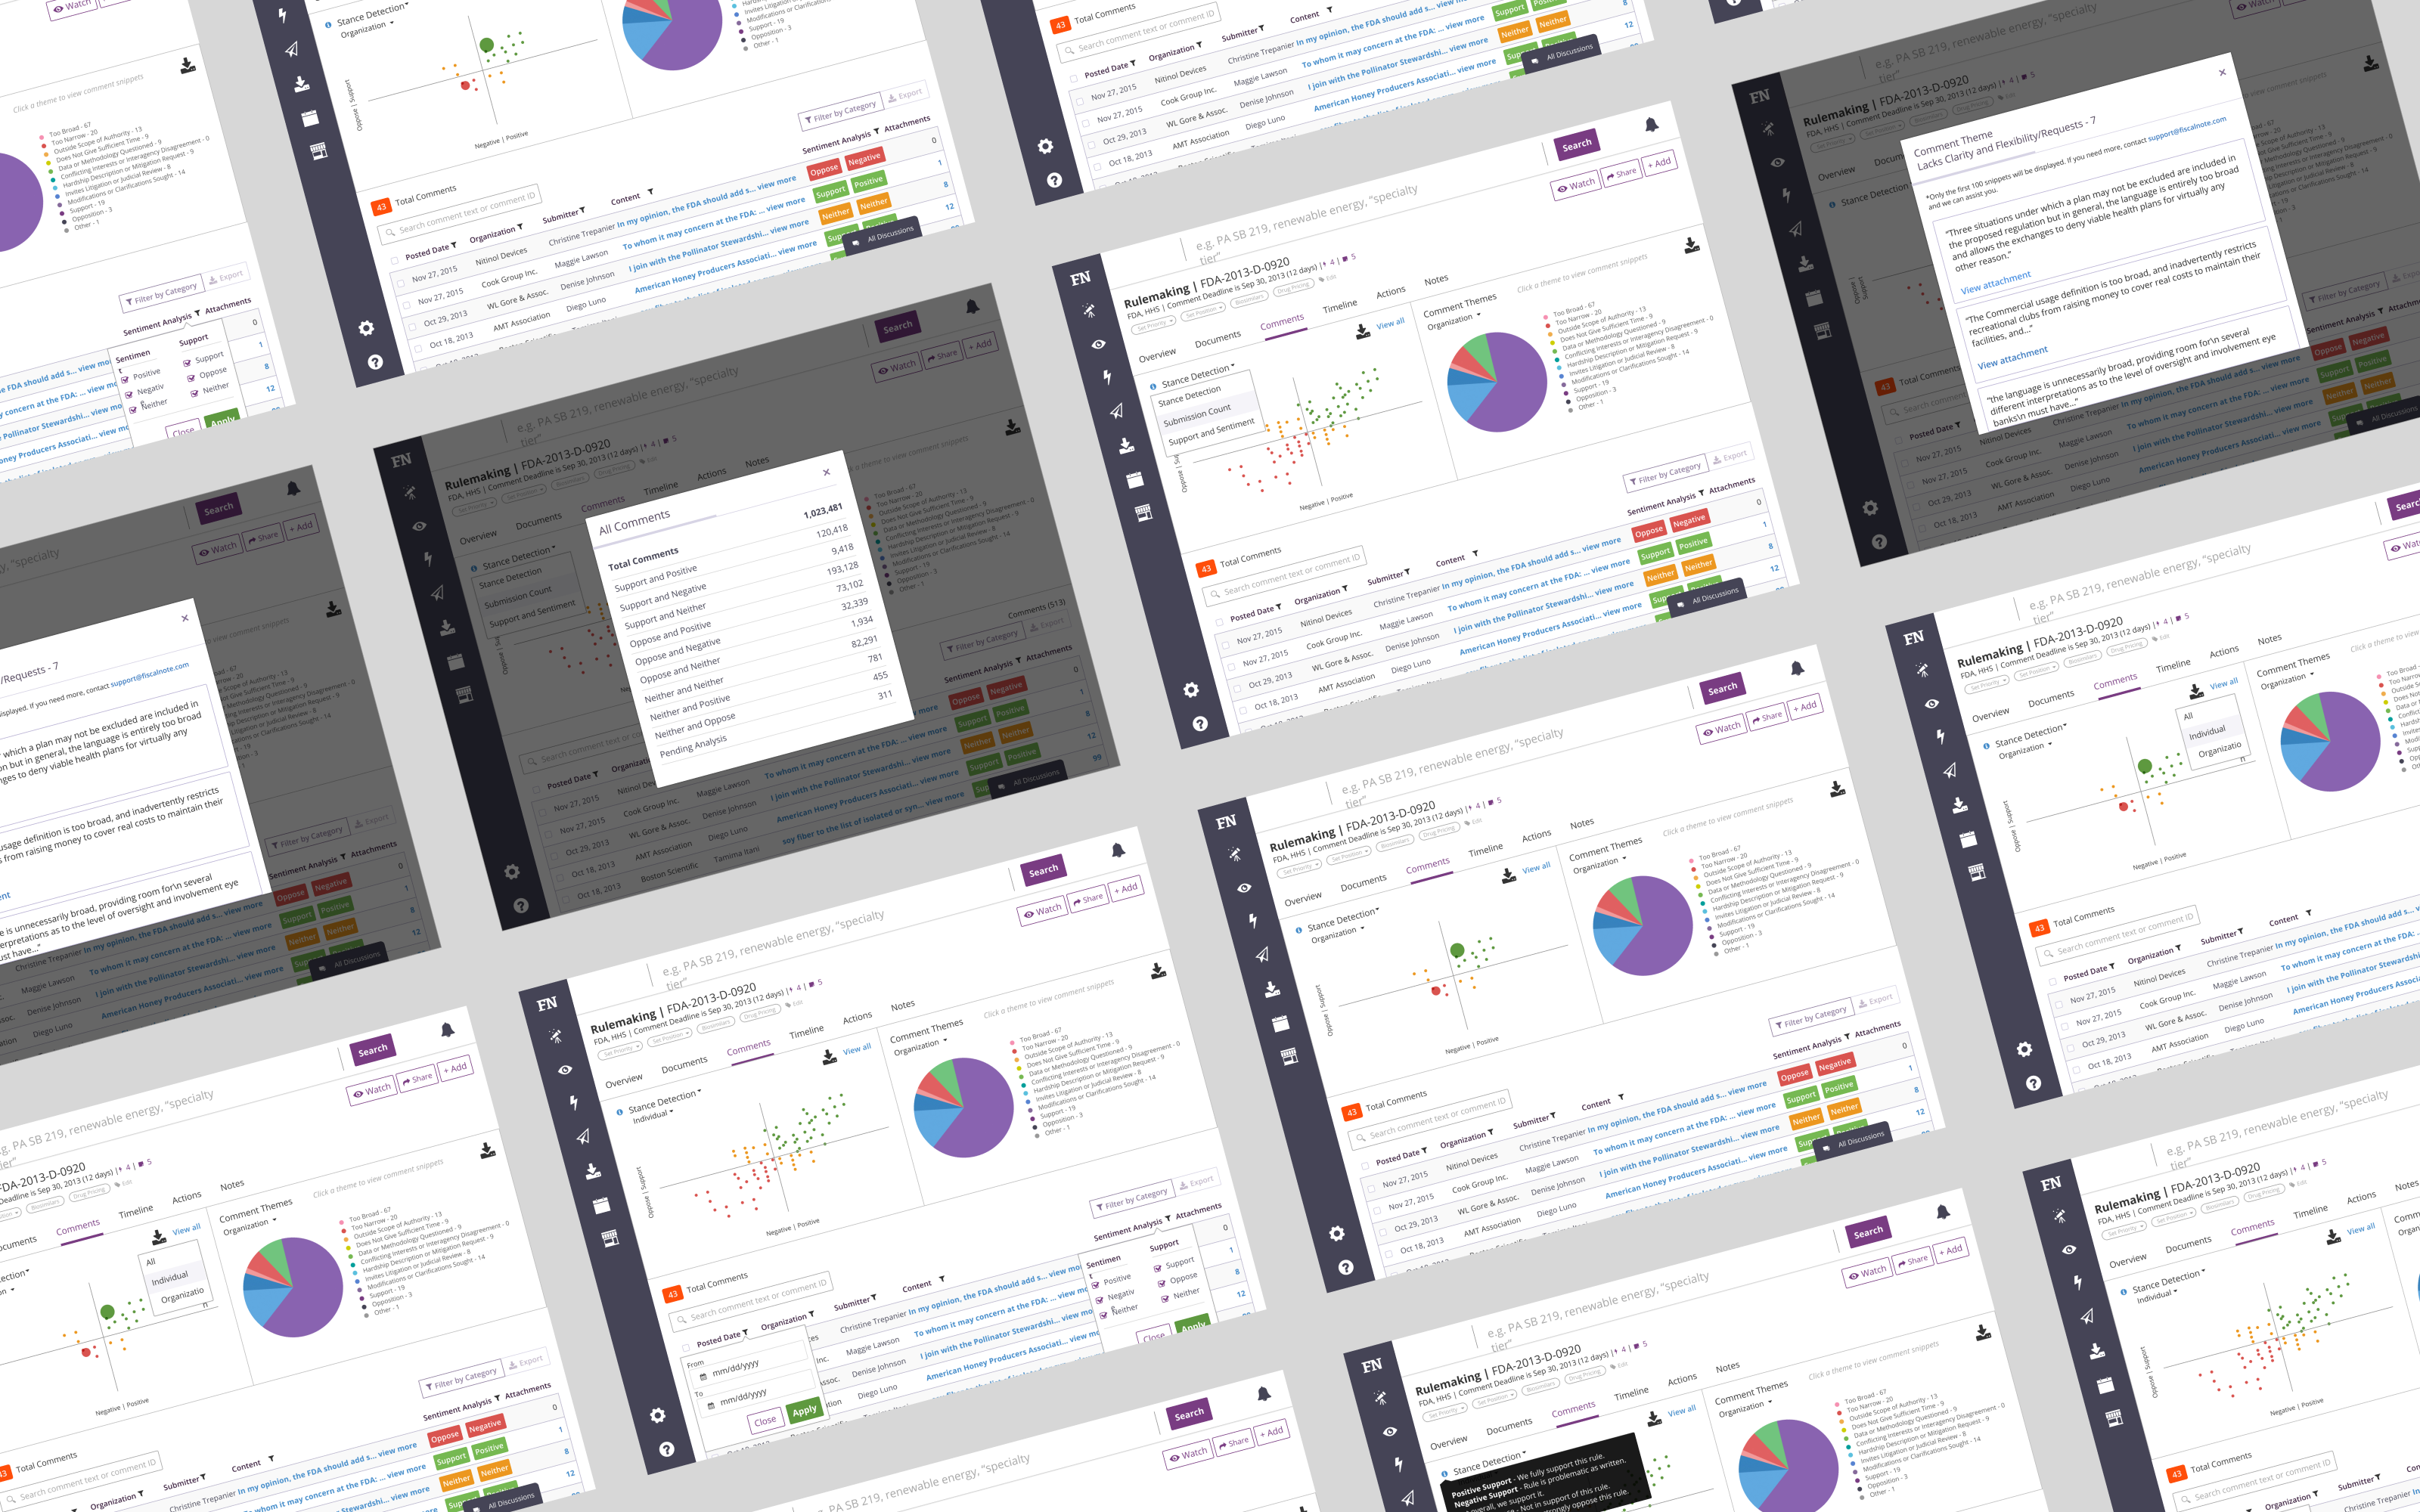 FN
e.g. PA SB 219, renewable energy, "specialty
tier"
Search
Rulemaking | FDA-2013-D-0920
FDA, HHS | Comment Deadline is Sep 30, 2013 (12 days) | 4 | 5
Set Priority
Set Position
Biosimilars
Drug Pricing
Edit
Watch
Share
+ Add
Overview
Documents
Comments
Timeline
Actions
Notes
Stance Detection
Stance Detection
Submission Count
Support and Sentiment
View all
Oppose | Support
Negative | Positive
Comment Themes
Organization
Click a theme to view comment snippets
Too Broad - 67
Too Narrow - 20
Outside Scope of Authority - 13
Does Not Give Sufficient Time - 9
Data or Methodology Questioned - 9
Conflicting Interests or Interagency Disagreement - 0
Hardship Description or Mitigation Request - 9
Invites Litigation or Judicial Review - 8
Modifications or Clarifications Sought - 14
Support - 19
Opposition - 3
Other - 1
Filter by Category
Export
43 Total Comments
Search comment text or comment ID
Posted Date
Organization
Submitter
Content
Sentiment Analysis
Attachments
Nov 27, 2015 Nitinol Devices Christine Trepanier In my opinion, the FDA should add s... view more Oppose Negative 0
Nov 27, 2015 Cook Group Inc. Maggie Lawson To whom it may concern at the FDA: ... view more Support Positive 1
Oct 29, 2013 WL Gore & Assoc. Denise Johnson I join with the Pollinator Stewardshi... view more Neither Neither 8
Oct 18, 2013 AMT Association Diego Luno American Honey Producers Associati... view more 12
All Discussions
All Comments
Total Comments 1,023,481
Support and Positive 120,418
Support and Negative 9,418
Support and Neither 193,128
Oppose and Positive 73,102
Oppose and Negative 32,339
Oppose and Neither 1,934
Neither and Neither 82,291
Neither and Positive 781
Neither and Oppose 455
Pending Analysis 311
Comments (513)
Oct 18, 2013 Boston Scientific Tamima Itani soy fiber to the list of isolated or syn... view more 99
Comment Theme
Lacks Clarity and Flexibility/Requests - 7
*Only the first 100 snippets will be displayed. If you need more, contact support@fiscalnote.com
and we can assist you.
"Three situations under which a plan may not be excluded are included in
the proposed regulation but in general, the language is entirely too broad
and allows the exchanges to deny viable health plans for virtually any
other reason."
View attachment
"The Commercial usage definition is too broad, and inadvertently restricts
recreational clubs from raising money to cover real costs to maintain their
facilities, and..."
View attachment
"the language is unnecessarily broad, providing room for\n several
different interpretations as to the level of oversight and involvement eye
banks\n must have..."
All
Individual
Organizatio
n
Individual
From
mm/dd/yyyy
To
mm/dd/yyyy
Close
Apply
Sentimen
t
Positive
Negativ
e
Neither
Support
Support
Oppose
Neither
Close
Apply
Positive Support - We fully support this rule.
Negative Support - Rule is problematic as written,
overall, we support it.
- Not in support of this rule.
strongly oppose this rule.